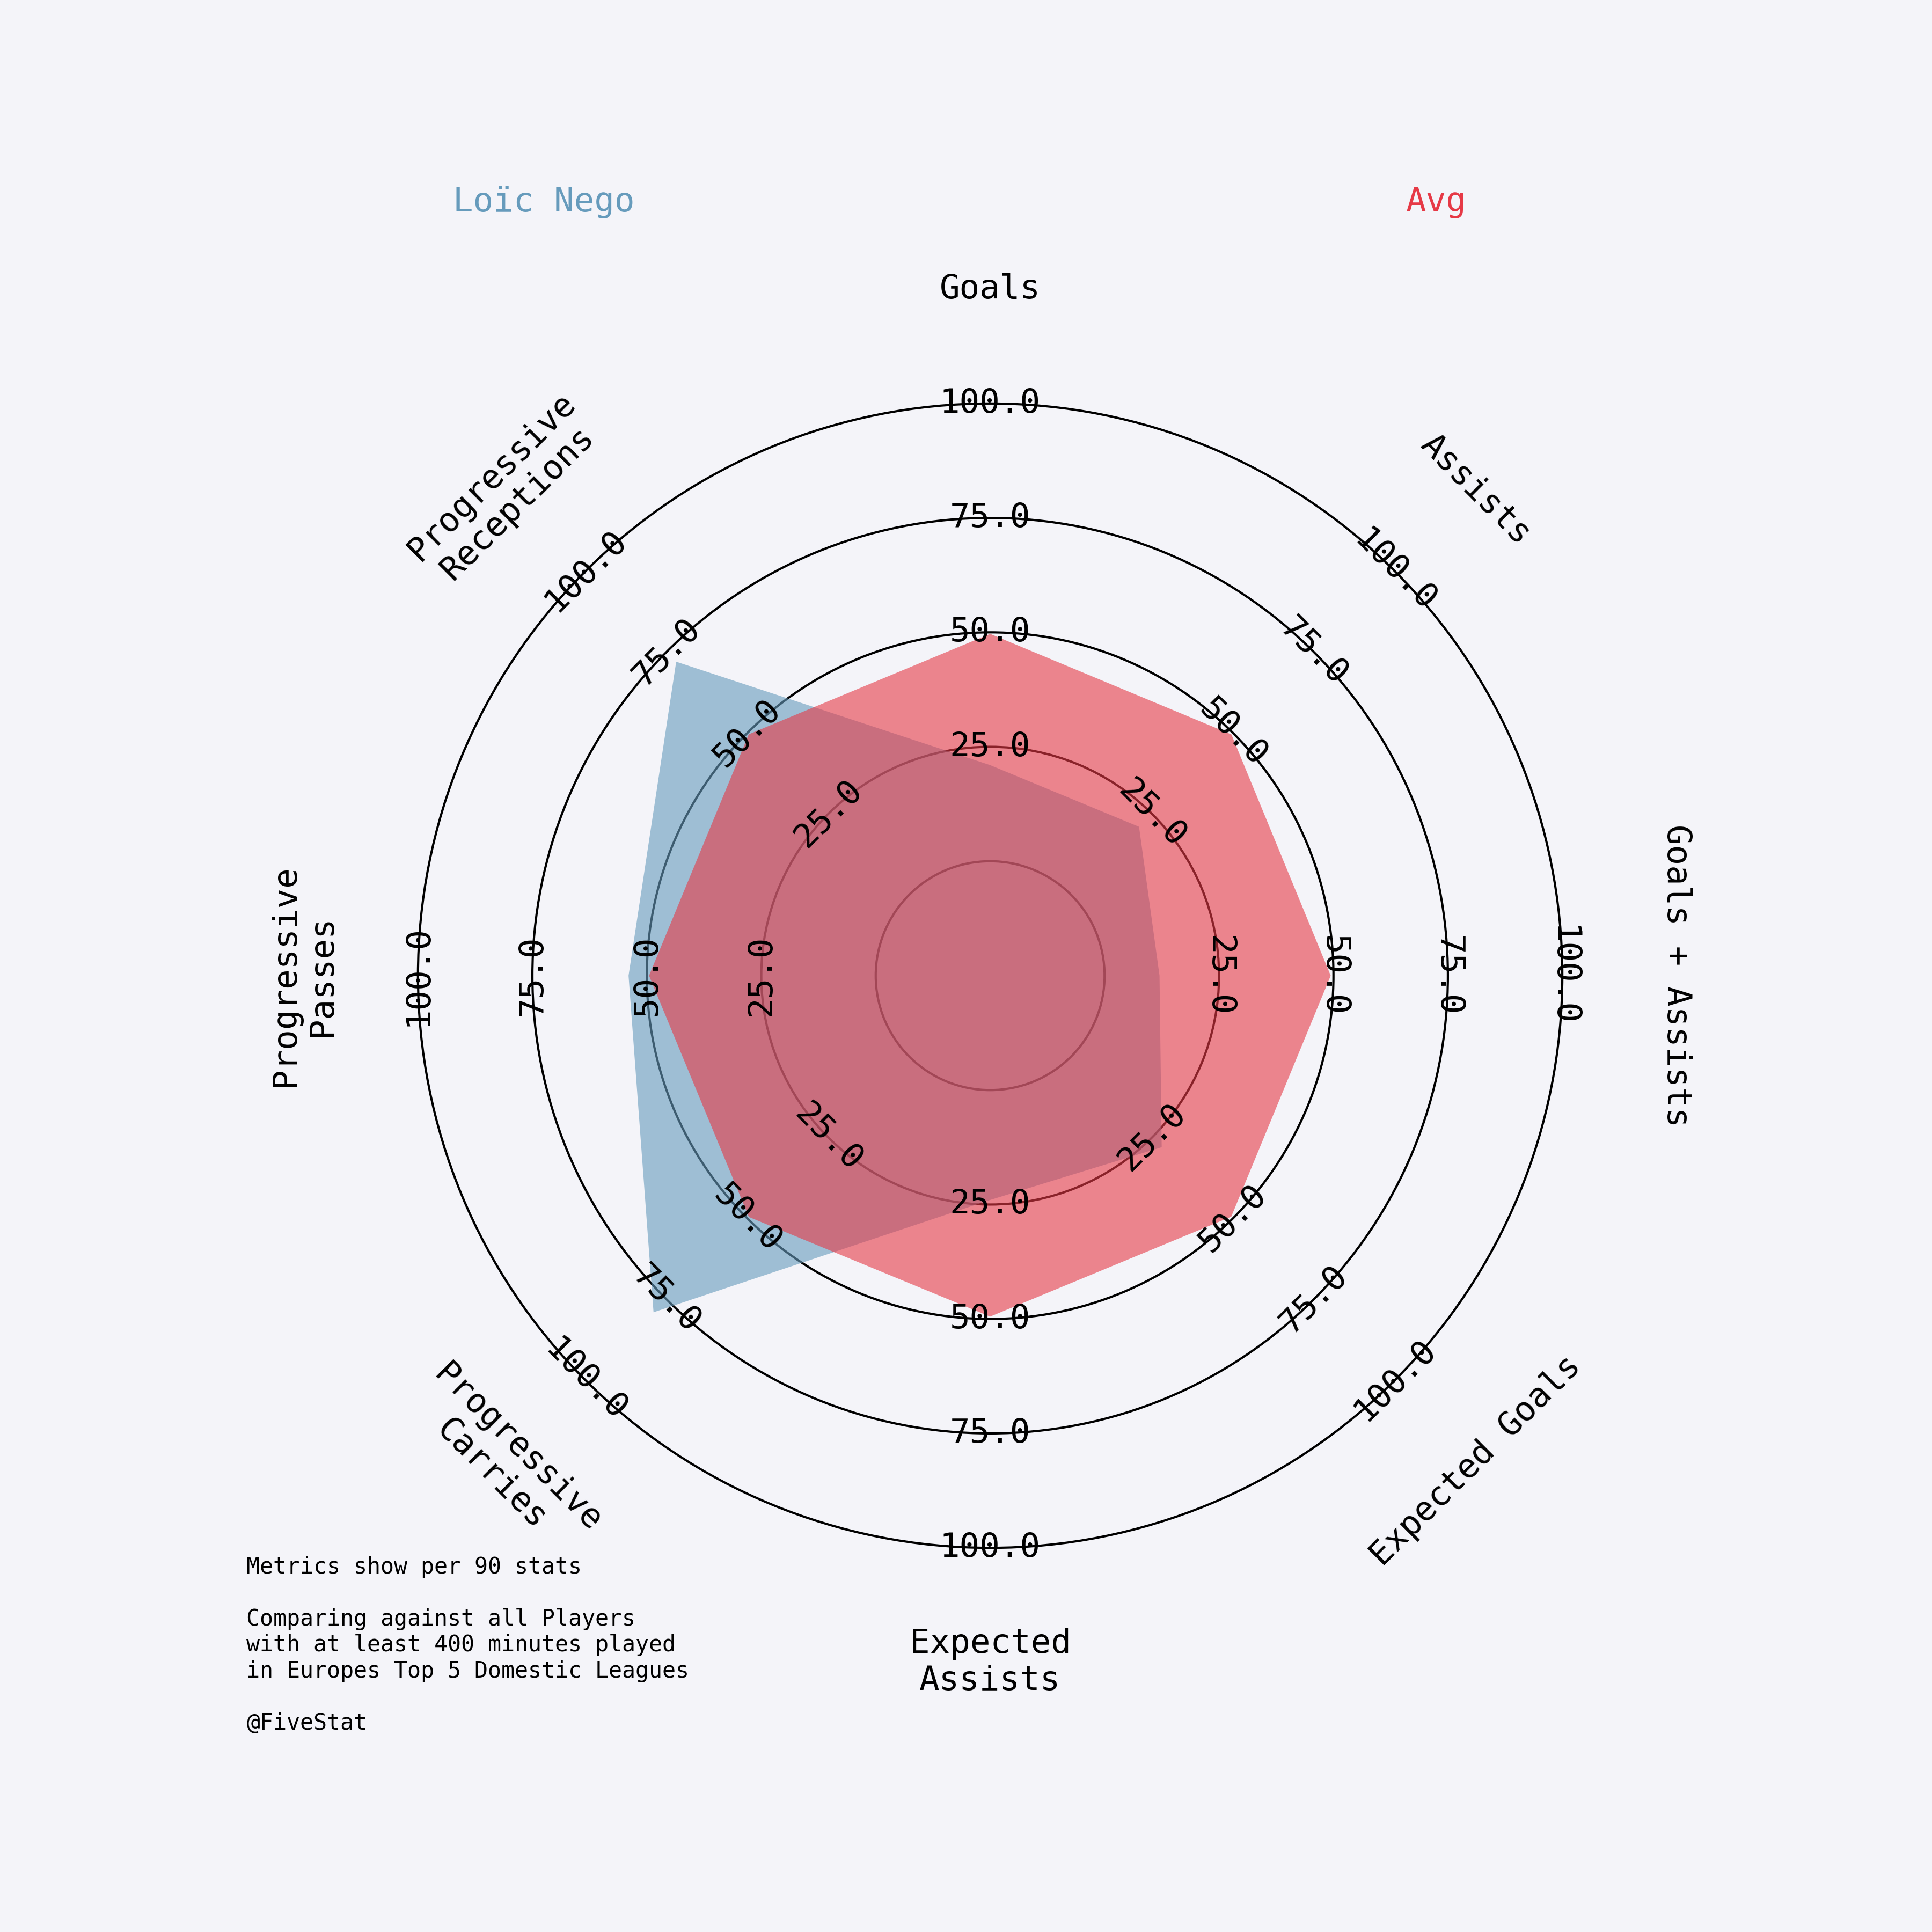 Loïc Nego
Avg
Goals
Assists
Goals + Assists
Expected Goals
Expected
Assists
Progressive
Carries
Progressive
Passes
Progressive
Receptions
25.0
50.0
75.0
100.0
25.0
50.0
75.0
100.0
25.0
50.0
75.0
100.0
25.0
50.0
75.0
100.0
25.0
50.0
75.0
100.0
25.0
50.0
75.0
100.0
25.0
50.0
75.0
100.0
25.0
50.0
75.0
100.0
Metrics show per 90 stats
Comparing against all Players
with at least 400 minutes played
in Europes Top 5 Domestic Leagues
@FiveStat